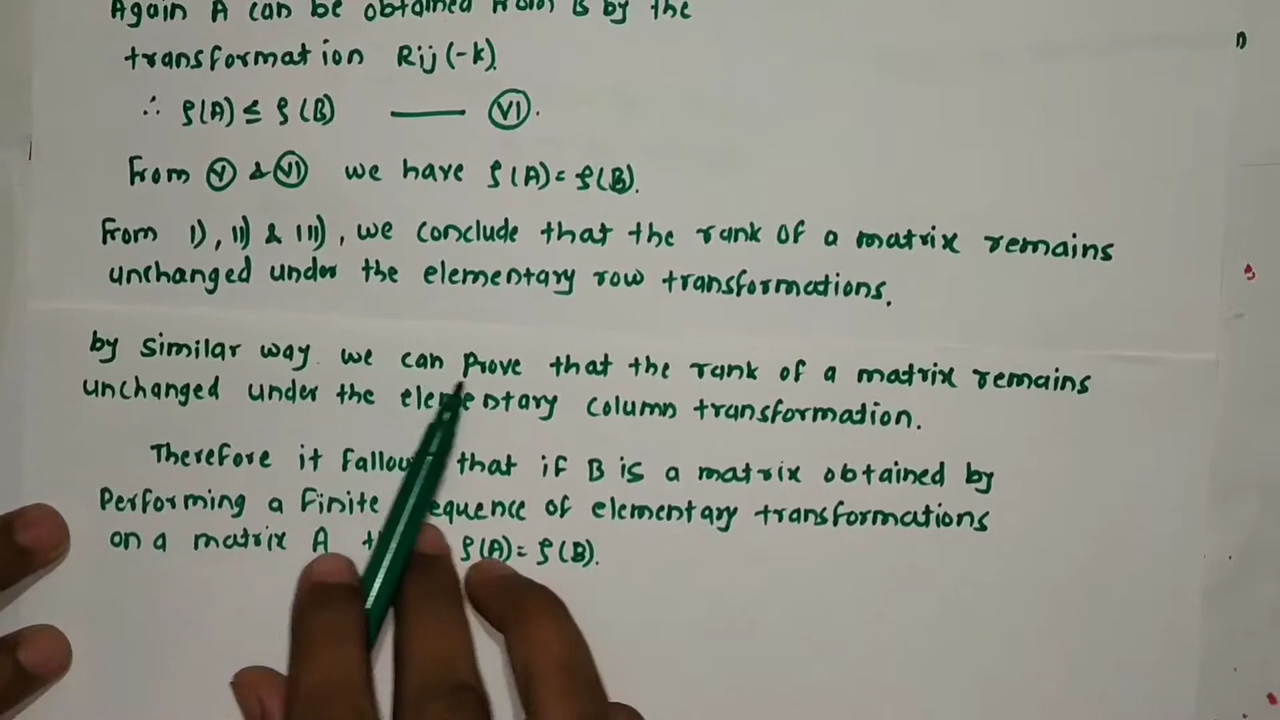 Again A can be obtained from B by the
transformation Rij(-k).
∴ ρ(A) ≤ ρ(B) —— (VI).
From (V) & (VI) we have ρ(A) = ρ(B).
From I), II) & III), we conclude that the rank of a matrix remains
unchanged under the elementary row transformations.
by similar way. we can prove that the rank of a matrix remains
unchanged under the elementary column transformation.
Therefore it follow that if B is a matrix obtained by
Performing a Finite sequence of elementary transformations
on a matrix A ρ(A) = ρ(B).